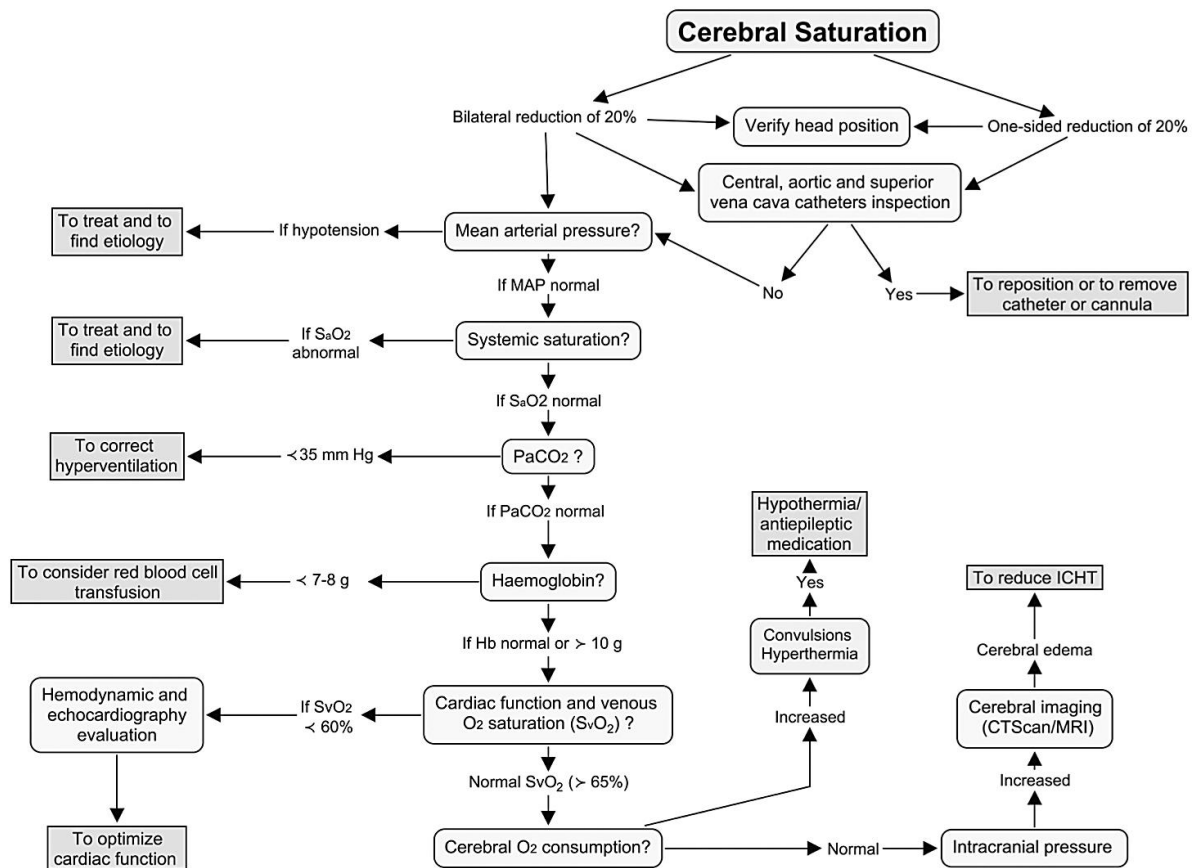 Cerebral Saturation
Bilateral reduction of 20%
Verify head position
One-sided reduction of 20%
Central, aortic and superior
vena cava catheters inspection
To treat and to
find etiology
If hypotension
Mean arterial pressure?
No
Yes
To reposition or to remove
catheter or cannula
If MAP normal
To treat and to
find etiology
If SaO2
abnormal
Systemic saturation?
If SaO2 normal
To correct
hyperventilation
≺35 mm Hg
PaCO2 ?
If PaCO2 normal
To consider red blood cell
transfusion
≺ 7-8 g
Haemoglobin?
If Hb normal or ≻ 10 g
Hemodynamic and
echocardiography
evaluation
If SvO2
≺ 60%
Cardiac function and venous
O2 saturation (SvO2) ?
Normal SvO2 (≻ 65%)
To optimize
cardiac function
Cerebral O2 consumption?
Increased
Convulsions
Hyperthermia
Yes
Hypothermia/
antiepileptic
medication
Normal
Intracranial pressure
Increased
Cerebral imaging
(CTScan/MRI)
Cerebral edema
To reduce ICHT